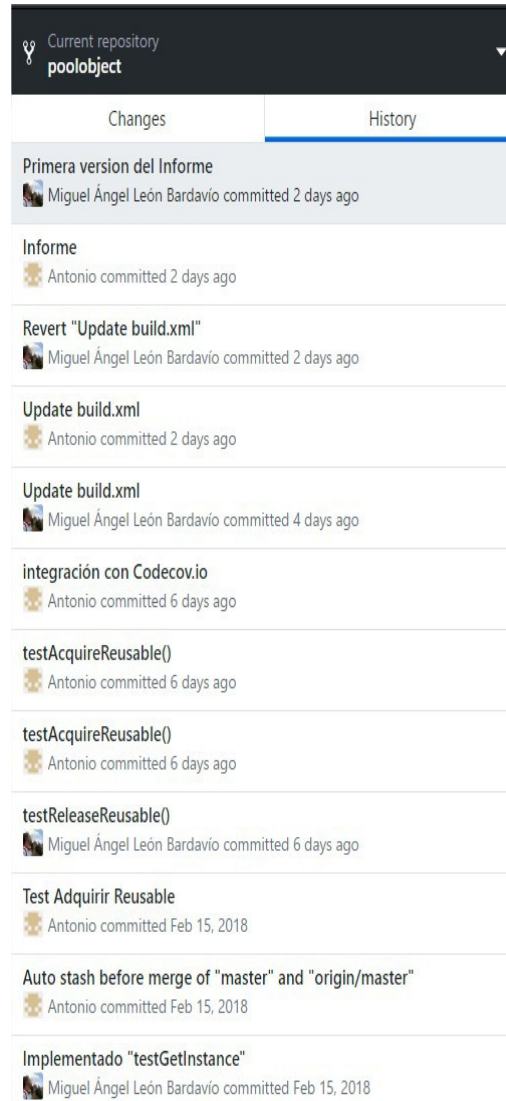 Current repository
poolobject
Changes
History
Primera version del Informe
Miguel Ángel León Bardavío committed 2 days ago
Informe
Antonio committed 2 days ago
Revert "Update build.xml"
Miguel Ángel León Bardavío committed 2 days ago
Update build.xml
Antonio committed 2 days ago
Update build.xml
Miguel Ángel León Bardavío committed 4 days ago
integración con Codecov.io
Antonio committed 6 days ago
testAcquireReusable()
Antonio committed 6 days ago
testAcquireReusable()
Antonio committed 6 days ago
testReleaseReusable()
Miguel Ángel León Bardavío committed 6 days ago
Test Adquirir Reusable
Antonio committed Feb 15, 2018
Auto stash before merge of "master" and "origin/master"
Antonio committed Feb 15, 2018
Implementado "testGetInstance"
Miguel Ángel León Bardavío committed Feb 15, 2018